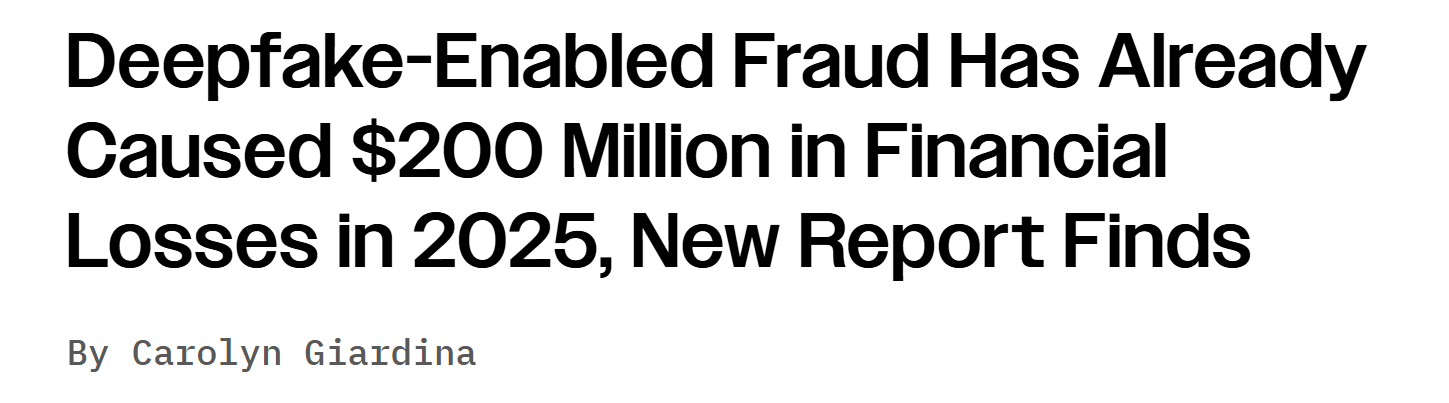 Deepfake-Enabled Fraud Has Already
Caused $200 Million in Financial
Losses in 2025, New Report Finds
By Carolyn Giardina